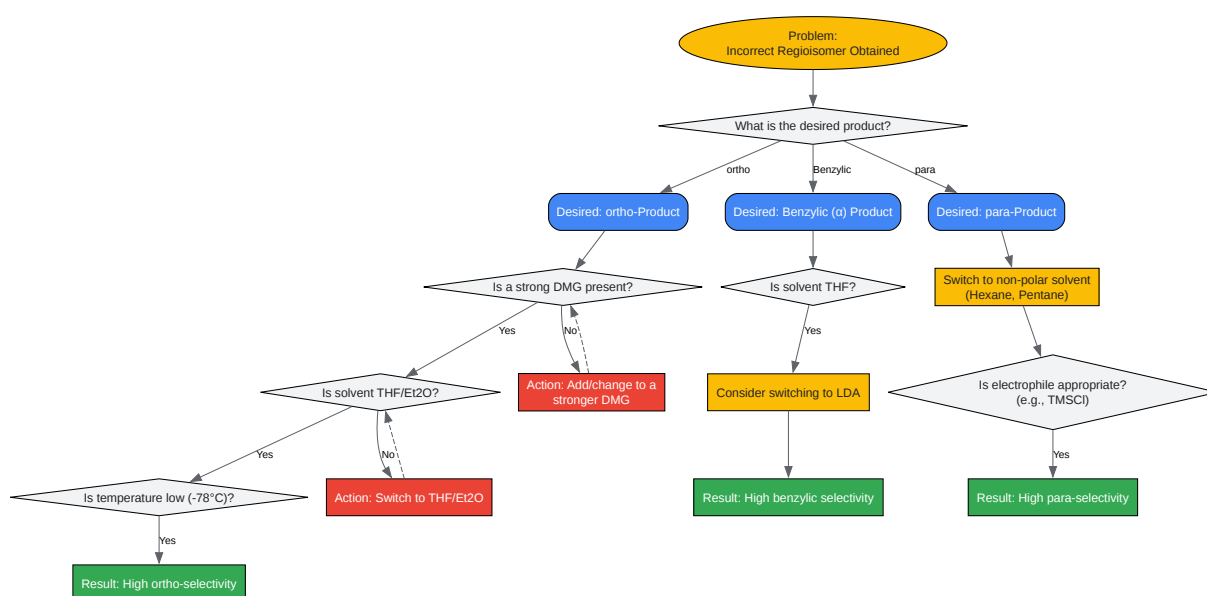 Problem:
Incorrect Regioisomer Obtained
What is the desired product?
ortho
Benzylic
para
Desired: ortho-Product
Desired: Benzylic (α) Product
Desired: para-Product
Is a strong DMG present?
Is solvent THF?
Switch to non-polar solvent
(Hexane, Pentane)
Yes
No
Yes
Is solvent THF/Et2O?
Action: Add/change to a
stronger DMG
Consider switching to LDA
Is electrophile appropriate?
(e.g., TMSCl)
Yes
No
Yes
Is temperature low (-78°C)?
Action: Switch to THF/Et2O
Result: High benzylic selectivity
Result: High para-selectivity
Yes
Result: High ortho-selectivity